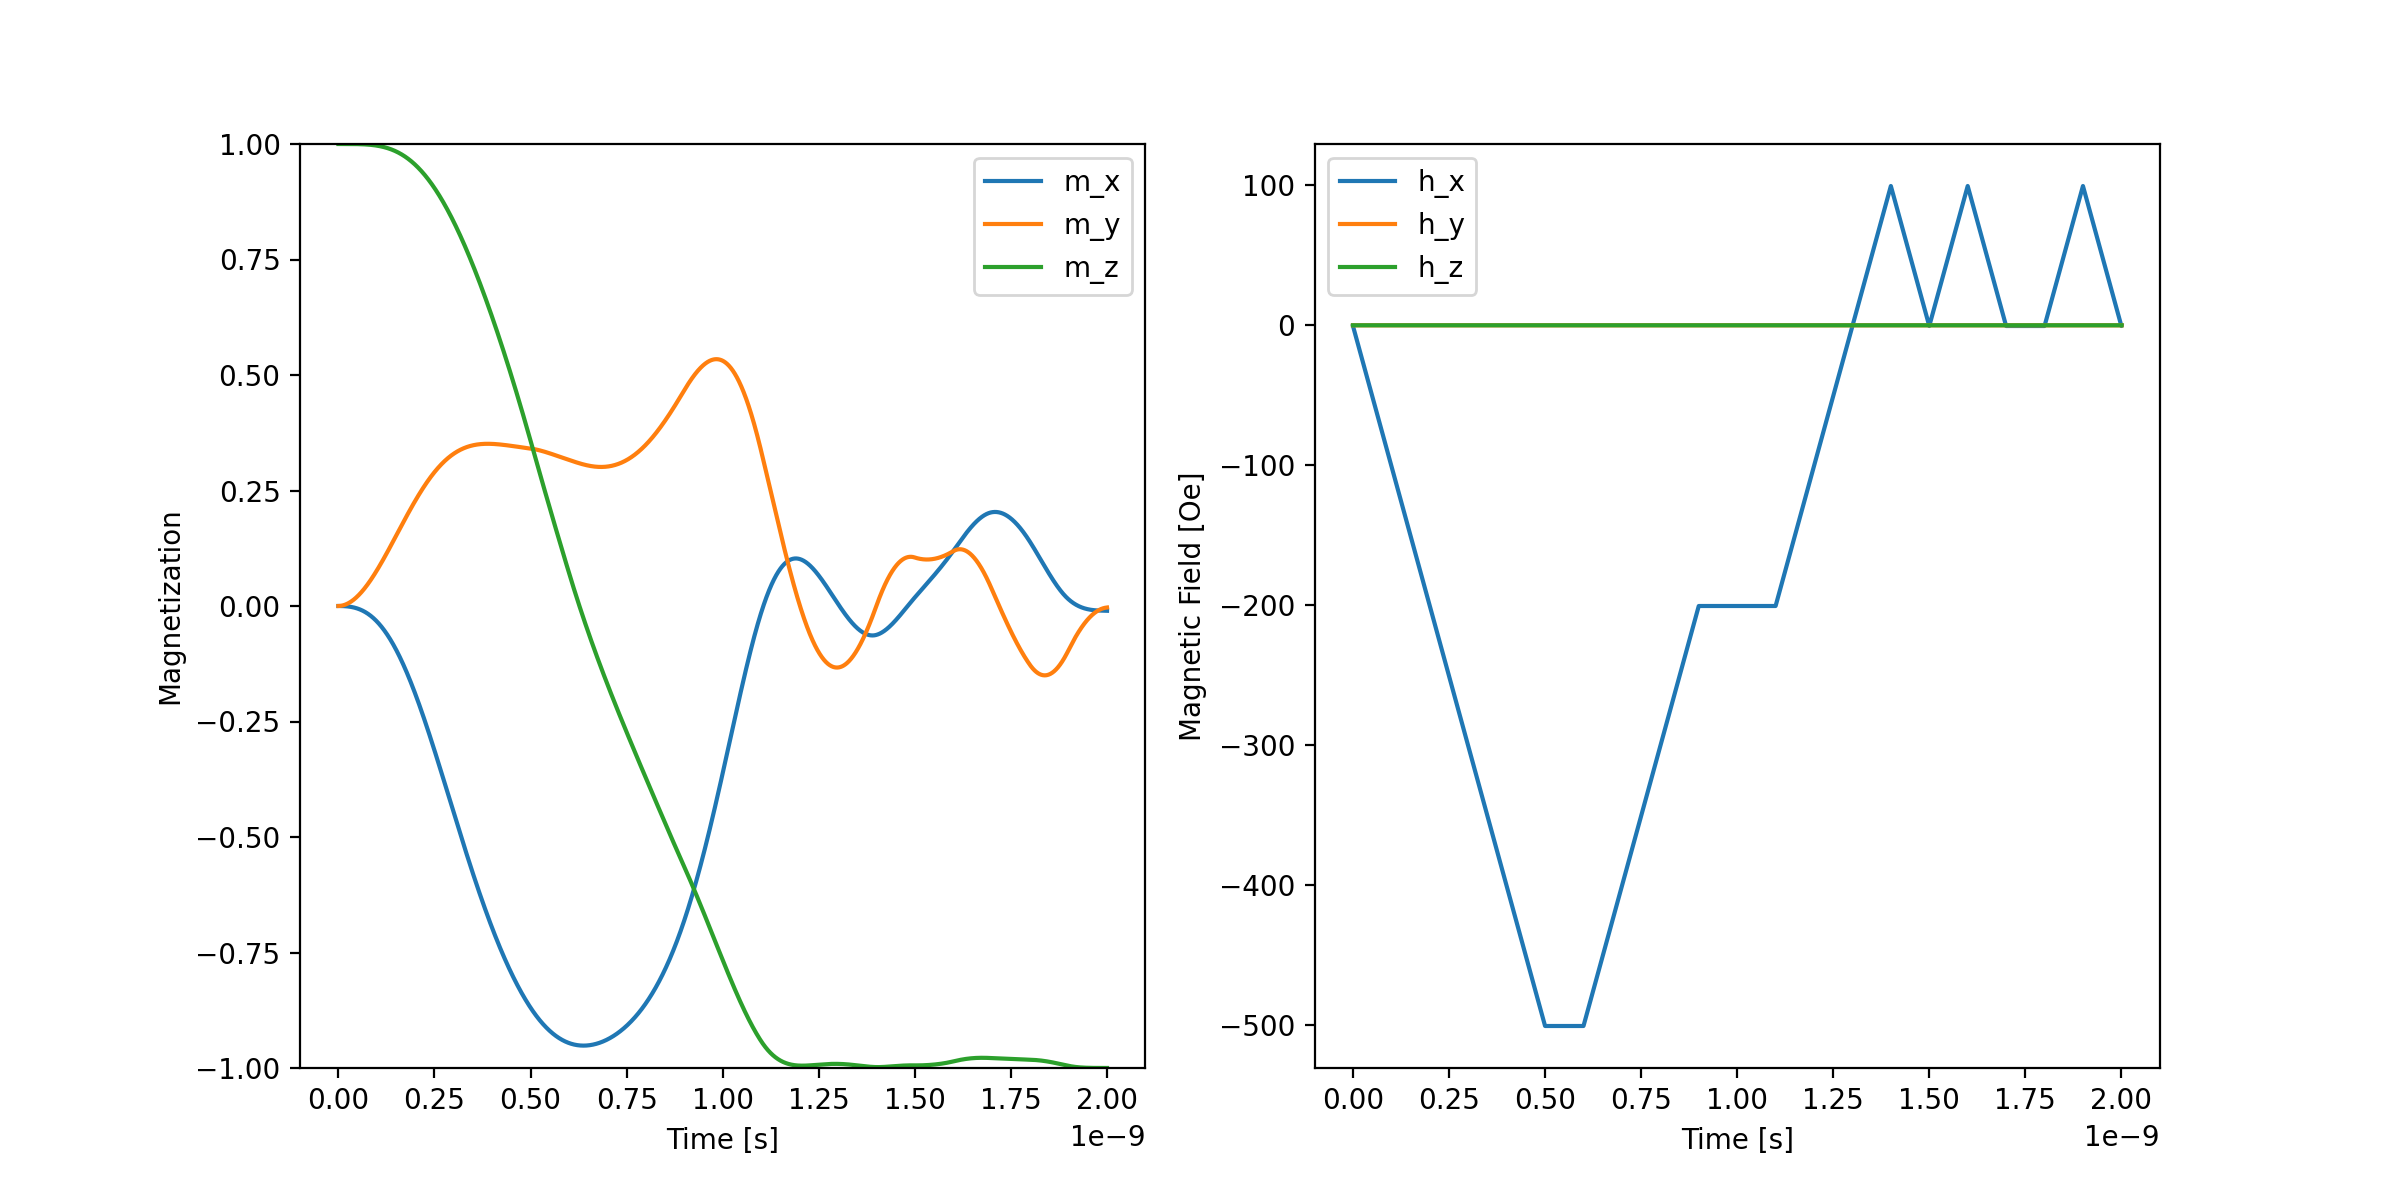 1.00
0.75
0.50
0.25
0.00
−0.25
−0.50
−0.75
−1.00
Magnetization
m_x
m_y
m_z
0.00 0.25 0.50 0.75 1.00 1.25 1.50 1.75 2.00
Time [s]
1e−9
100
0
−100
−200
−300
−400
−500
Magnetic Field [Oe]
h_x
h_y
h_z
0.00 0.25 0.50 0.75 1.00 1.25 1.50 1.75 2.00
Time [s]
1e−9